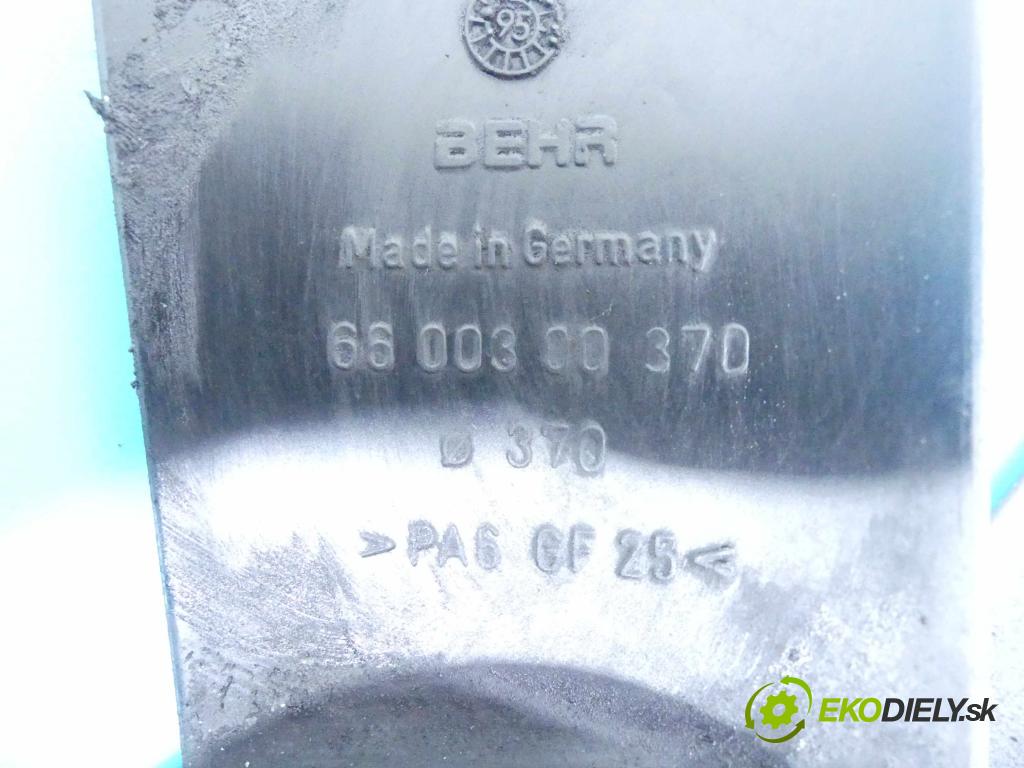 95
BEHR
Made in Germany
66 003 00 370
Ø 370
>PA6 GF 25<
EKODIELY.sk